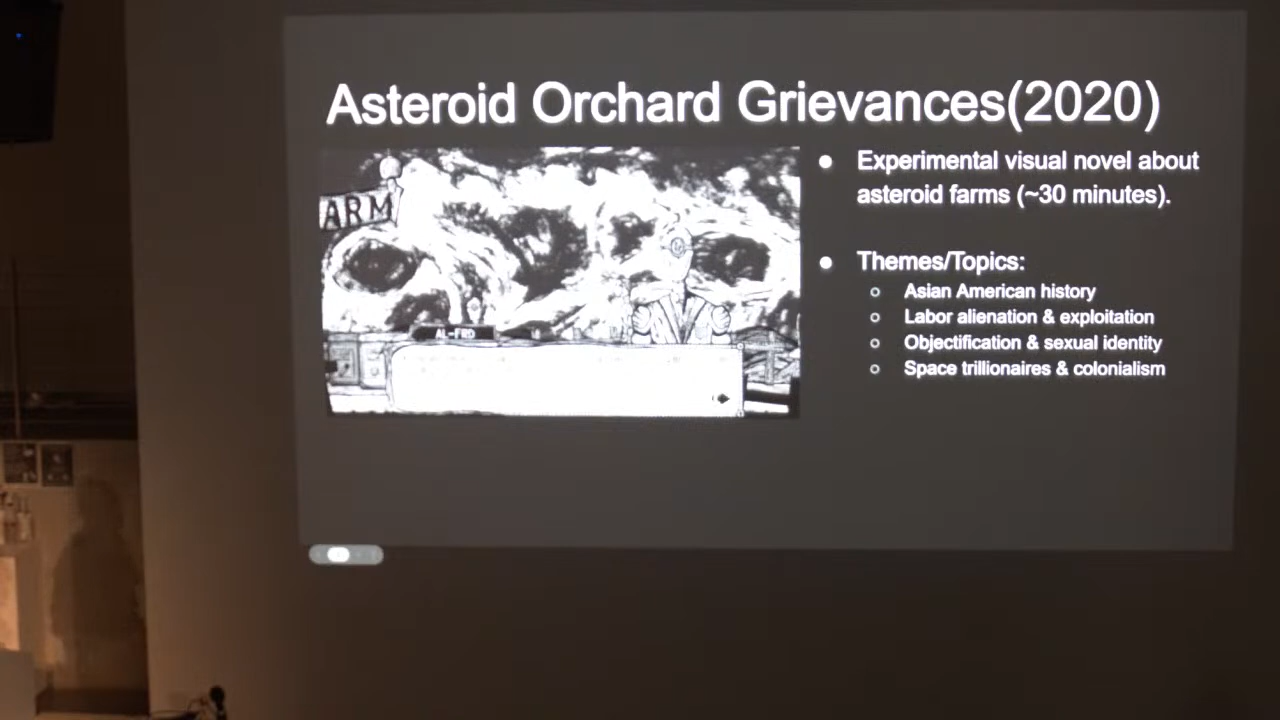 Asteroid Orchard Grievances(2020)
ARM
AL-FRD
● Experimental visual novel about
asteroid farms (~30 minutes).
● Themes/Topics:
○ Asian American history
○ Labor alienation & exploitation
○ Objectification & sexual identity
○ Space trillionaires & colonialism